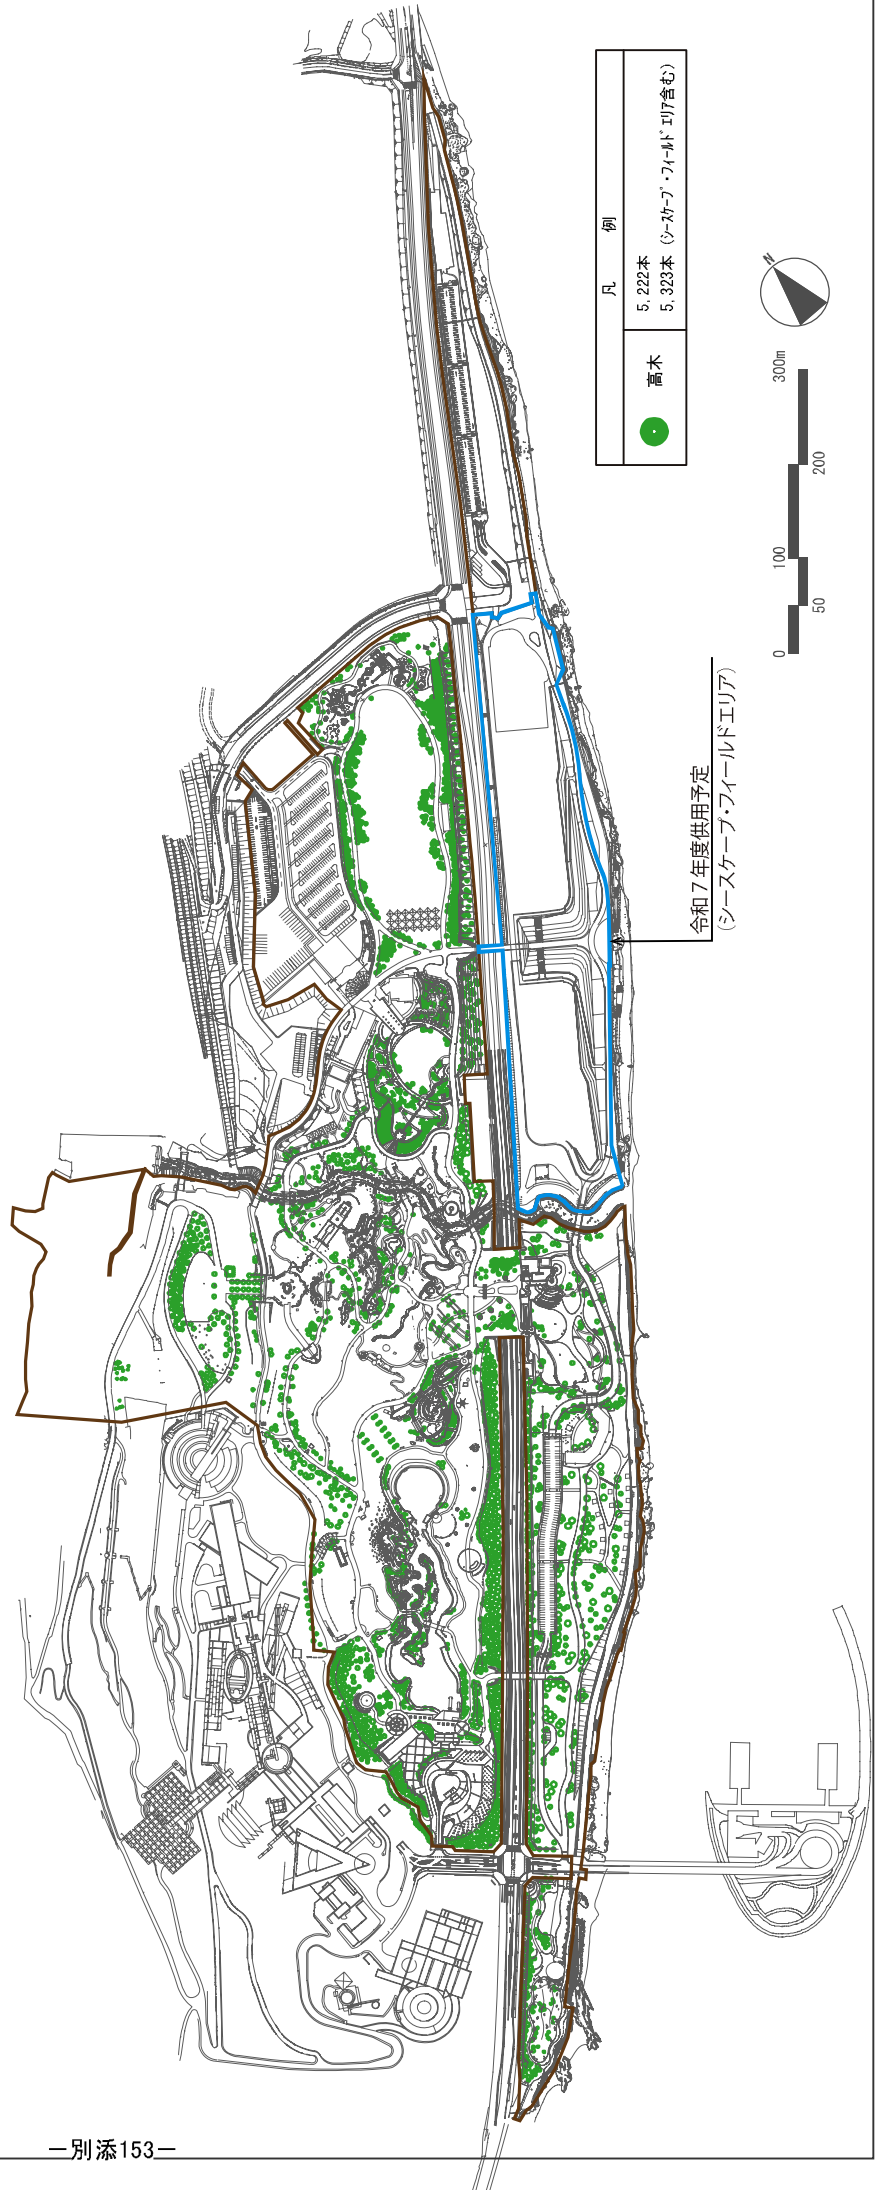 凡　例
高木
5,222本
5,323本 (シースケープ・フィールドエリア含む)
N
0 50 100 200 300m
令和7年度供用予定
(シースケープ・フィールドエリア)
－別添153－